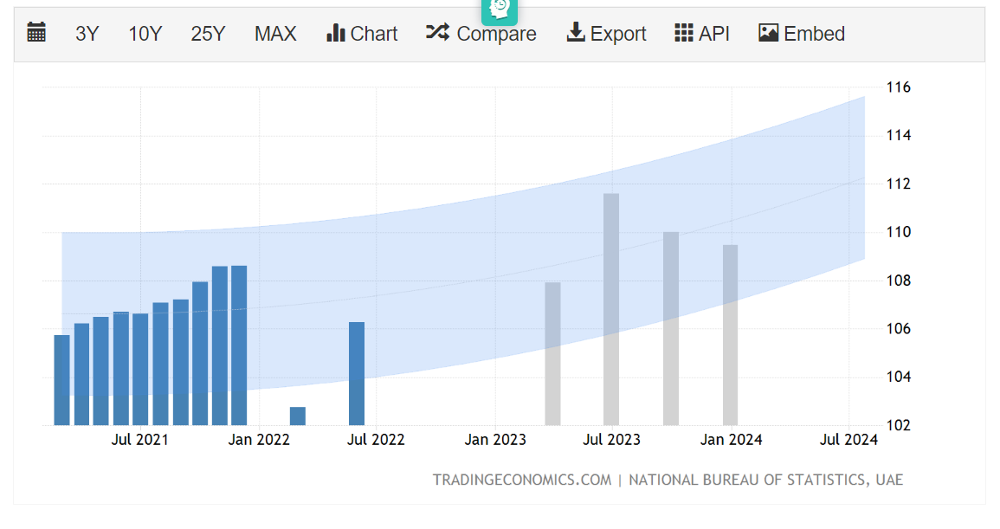 3Y 10Y 25Y MAX Chart Compare Export API Embed
116
114
112
110
108
106
104
102
Jul 2021 Jan 2022 Jul 2022 Jan 2023 Jul 2023 Jan 2024 Jul 2024
TRADINGECONOMICS.COM | NATIONAL BUREAU OF STATISTICS, UAE